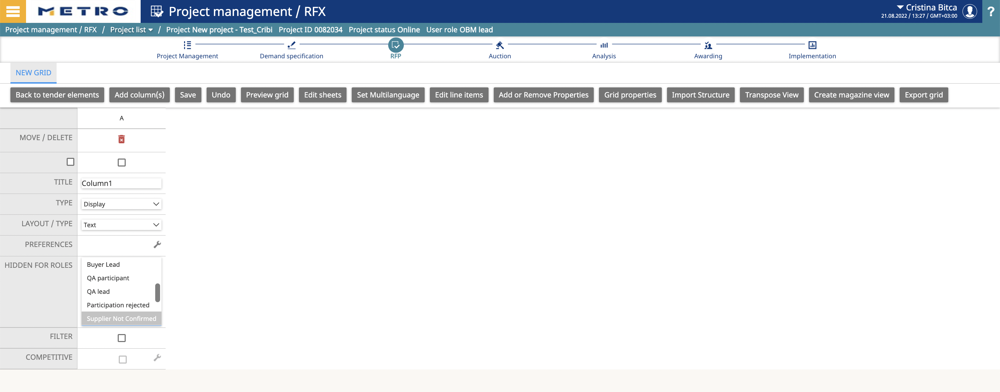 METRO
Project management / RFX
Cristina Bitca
21.08.2022 / 13:27 / GMT+03:00
?
Project management / RFX / Project list / Project New project - Test_Cribi Project ID 0082034 Project status Online User role OBM lead
Project Management
Demand specification
RFP
Auction
Analysis
Awarding
Implementation
NEW GRID
Back to tender elements
Add column(s)
Save
Undo
Preview grid
Edit sheets
Set Multilanguage
Edit line items
Add or Remove Properties
Grid properties
Import Structure
Transpose View
Create magazine view
Export grid
A
MOVE / DELETE
TITLE
Column1
TYPE
Display
LAYOUT / TYPE
Text
PREFERENCES
HIDDEN FOR ROLES
Buyer Lead
QA participant
QA lead
Participation rejected
Supplier Not Confirmed
FILTER
COMPETITIVE